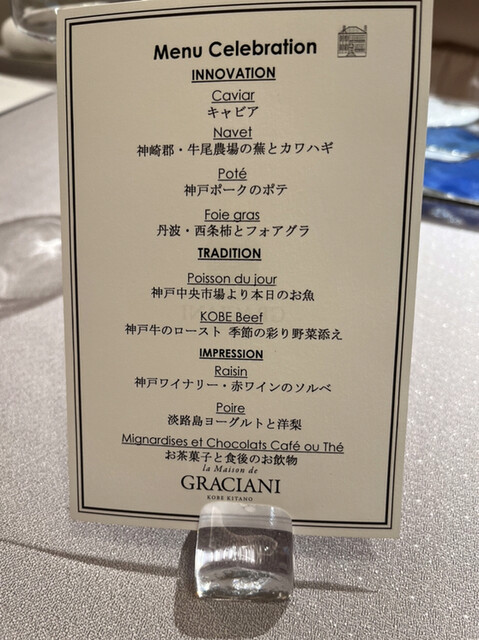 Menu Celebration
INNOVATION
Caviar
キャビア
Navet
神崎郡・牛尾農場の蕪とカワハギ
Poté
神戸ポークのポテ
Foie gras
丹波・西条柿とフォアグラ
TRADITION
Poisson du jour
神戸中央市場より本日のお魚
KOBE Beef
神戸牛のロースト 季節の彩り野菜添え
IMPRESSION
Raisin
神戸ワイナリー・赤ワインのソルベ
Poire
淡路島ヨーグルトと洋梨
Mignardises et Chocolats Café ou Thé
お茶菓子と食後のお飲物
la Maison de
GRACIANI
KOBE KITANO